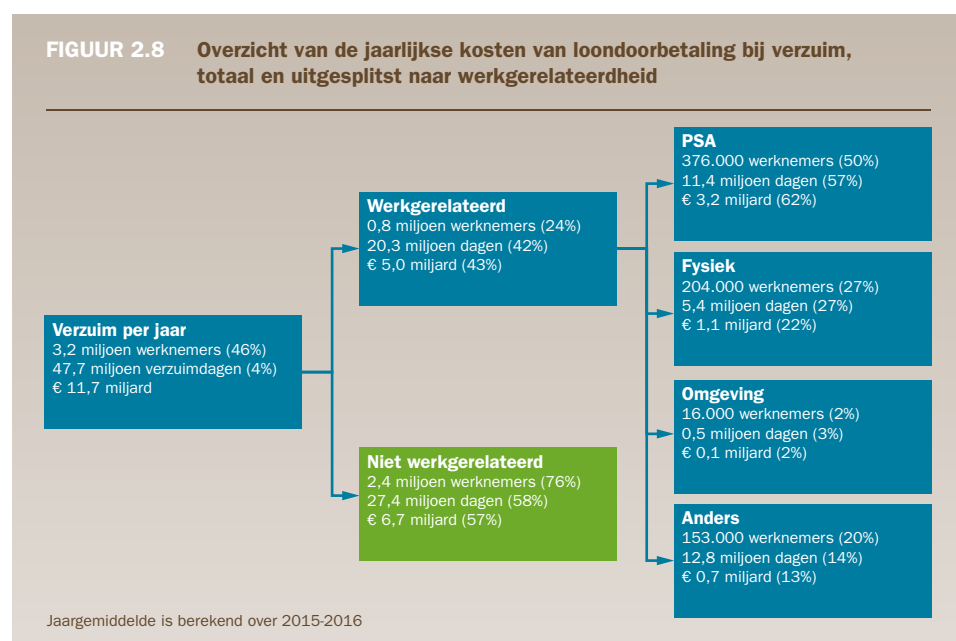 FIGUUR 2.8 Overzicht van de jaarlijkse kosten van loondoorbetaling bij verzuim,
totaal en uitgesplitst naar werkgerelateerdheid
Verzuim per jaar
3,2 miljoen werknemers (46%)
47,7 miljoen verzuimdagen (4%)
€ 11,7 miljard
Werkgerelateerd
0,8 miljoen werknemers (24%)
20,3 miljoen dagen (42%)
€ 5,0 miljard (43%)
Niet werkgerelateerd
2,4 miljoen werknemers (76%)
27,4 miljoen dagen (58%)
€ 6,7 miljard (57%)
PSA
376.000 werknemers (50%)
11,4 miljoen dagen (57%)
€ 3,2 miljard (62%)
Fysiek
204.000 werknemers (27%)
5,4 miljoen dagen (27%)
€ 1,1 miljard (22%)
Omgeving
16.000 werknemers (2%)
0,5 miljoen dagen (3%)
€ 0,1 miljard (2%)
Anders
153.000 werknemers (20%)
12,8 miljoen dagen (14%)
€ 0,7 miljard (13%)
Jaargemiddelde is berekend over 2015-2016